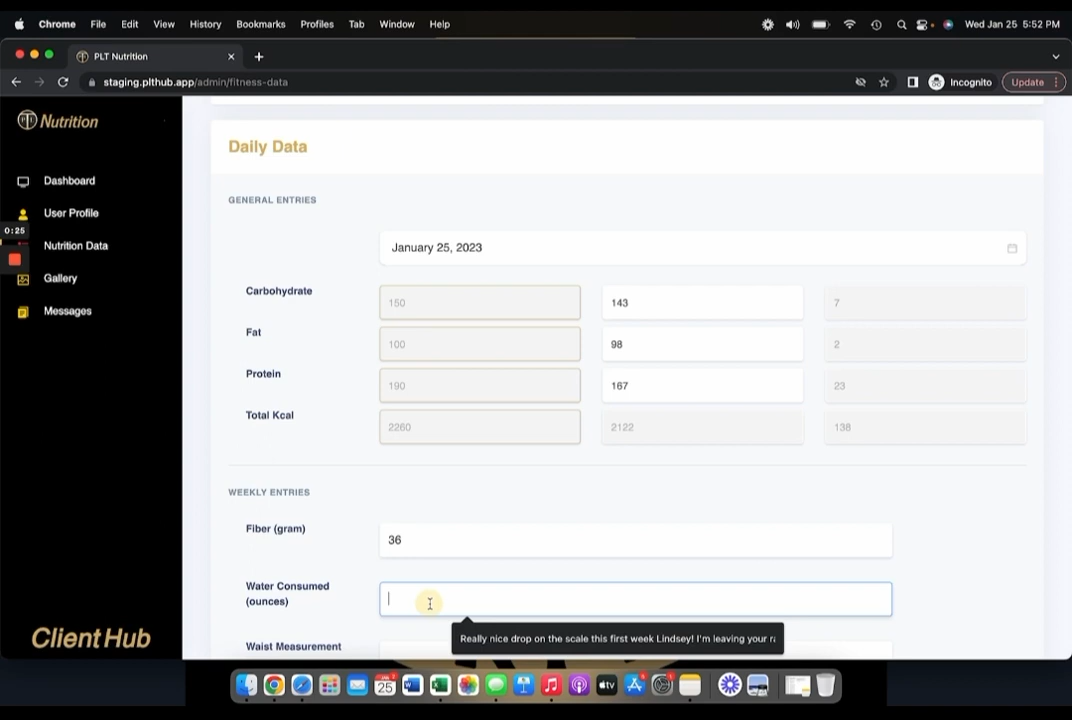 Chrome File Edit View History Bookmarks Profiles Tab Window Help Wed Jan 25 5:52 PM
PLT Nutrition
staging.plthub.app/admin/fitness-data Incognito Update
Nutrition
Dashboard
User Profile
0:25
Nutrition Data
Gallery
Messages
Client Hub
Daily Data
GENERAL ENTRIES
January 25, 2023
Carbohydrate 150 143 7
Fat 100 98 2
Protein 190 167 23
Total Kcal 2260 2122 138
WEEKLY ENTRIES
Fiber (gram) 36
Water Consumed
(ounces)
Really nice drop on the scale this first week Lindsey! I'm leaving your
Waist Measurement
JAN
25